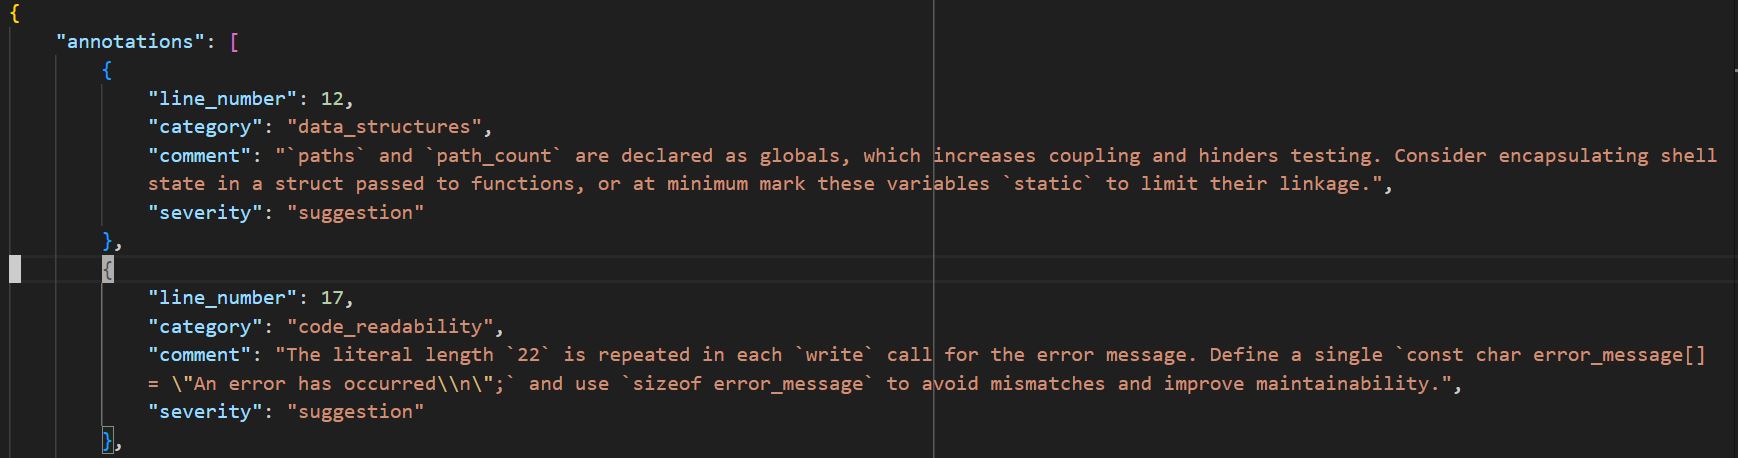 {
"annotations": [
{
"line_number": 12,
"category": "data_structures",
"comment": "`paths` and `path_count` are declared as globals, which increases coupling and hinders testing. Consider encapsulating shell
state in a struct passed to functions, or at minimum mark these variables `static` to limit their linkage.",
"severity": "suggestion"
},
{
"line_number": 17,
"category": "code_readability",
"comment": "The literal length `22` is repeated in each `write` call for the error message. Define a single `const char error_message[]
= \"An error has occurred\\n\";` and use `sizeof error_message` to avoid mismatches and improve maintainability.",
"severity": "suggestion"
},